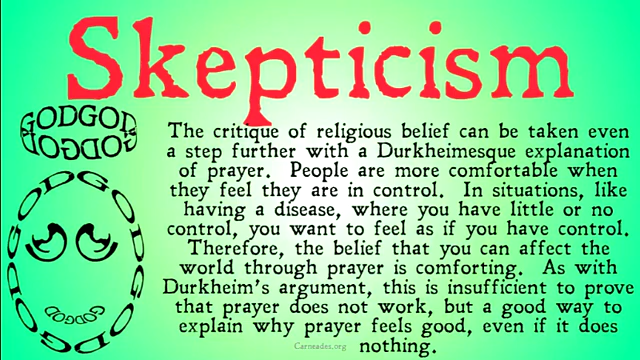 Skepticism
GODGOD
GODGOD
GODGODGODGOD
GODGOD
The critique of religious belief can be taken even
a step further with a Durkheimesque explanation
of prayer. People are more comfortable when
they feel they are in control. In situations, like
having a disease, where you have little or no
control, you want to feel as if you have control.
Therefore, the belief that you can affect the
world through prayer is comforting. As with
Durkheim's argument, this is insufficient to prove
that prayer does not work, but a good way to
explain why prayer feels good, even if it does
nothing.
Carneades.org